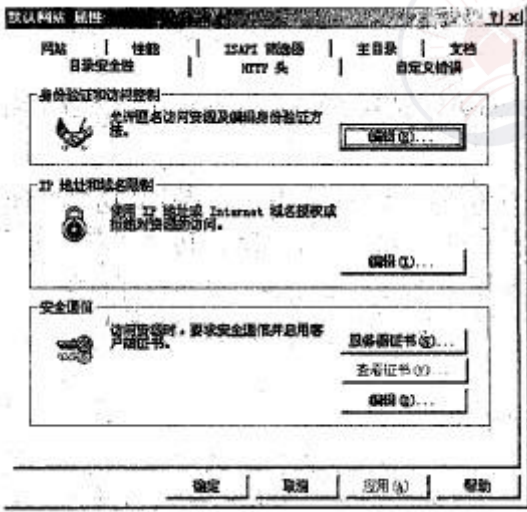 默认网站 属性
网站 性能 ISAPI 筛选器 主目录 文档
目录安全性 HTTP 头 自定义错误
身份验证和访问控制
允许匿名访问资源及编辑身份验证方
法。
编辑(E)...
IP 地址和域名限制
使用 IP 地址或 Internet 域名授权或
拒绝对资源的访问。
编辑(I)...
安全通信
访问资源时，要求安全通信并启用客
户端证书。
服务器证书(S)...
查看证书(V)...
编辑(D)...
确定 取消 应用(A) 帮助